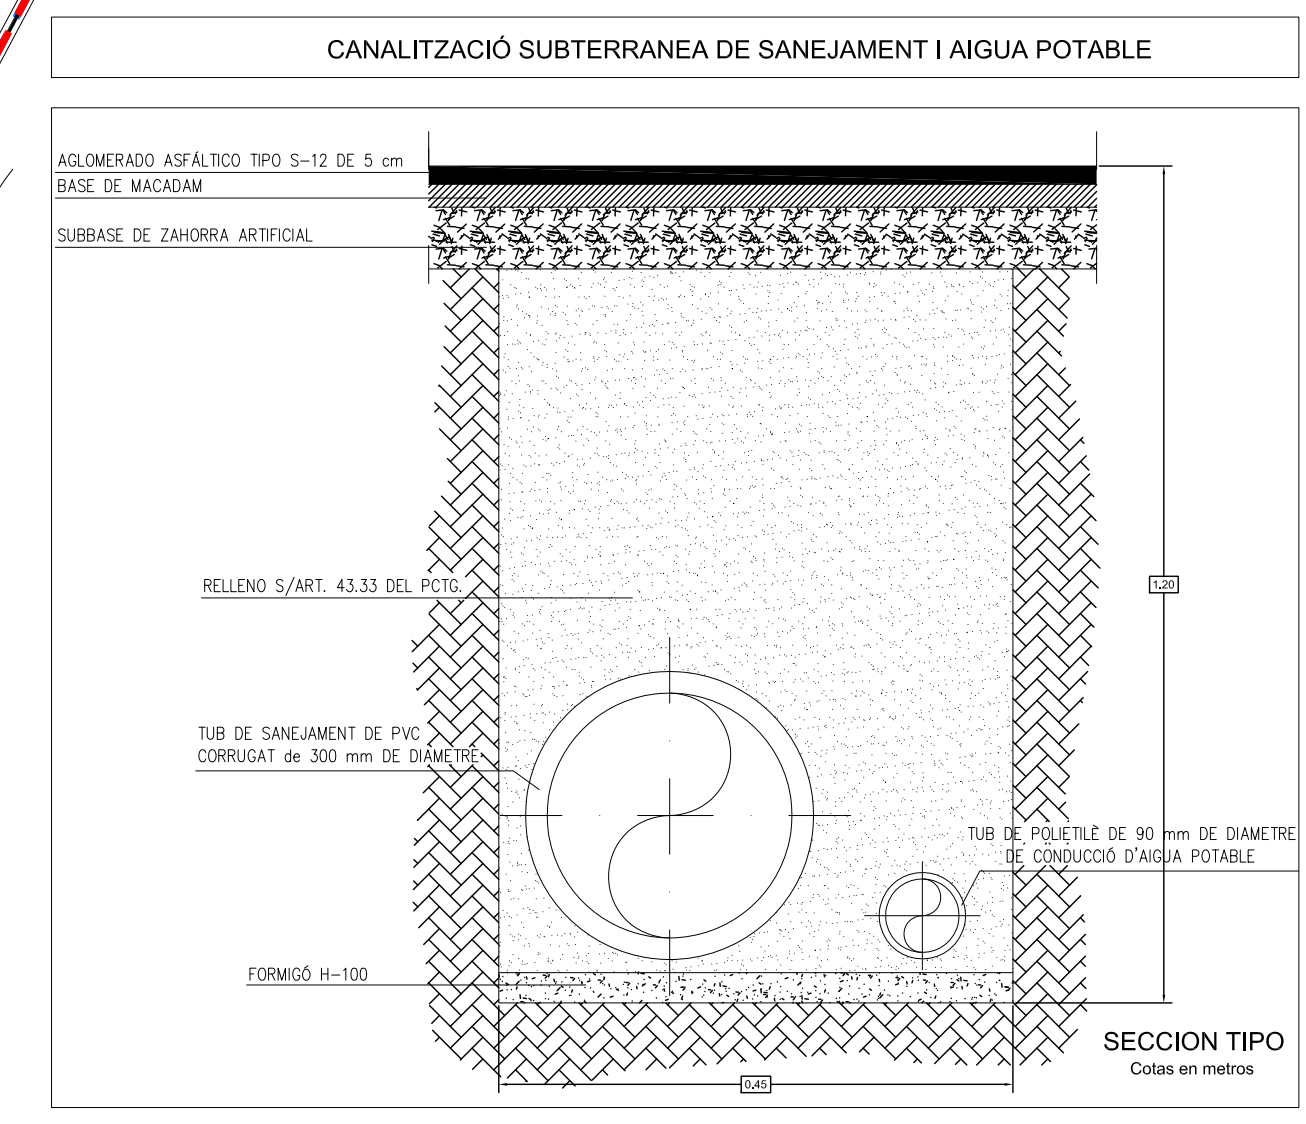 CANALITZACIÓ SUBTERRANEA DE SANEJAMENT I AIGUA POTABLE
AGLOMERADO ASFÁLTICO TIPO S-12 DE 5 cm
BASE DE MACADAM
SUBBASE DE ZAHORRA ARTIFICIAL
RELLENO S/ART. 43.33 DEL PCTG.
1.20
TUB DE SANEJAMENT DE PVC
CORRUGAT de 300 mm DE DIAMETRE
TUB DE POLIETILÈ DE 90 mm DE DIAMETRE
DE CONDUCCIÓ D'AIGUA POTABLE
FORMIGÓ H-100
SECCION TIPO
Cotas en metros
0.45